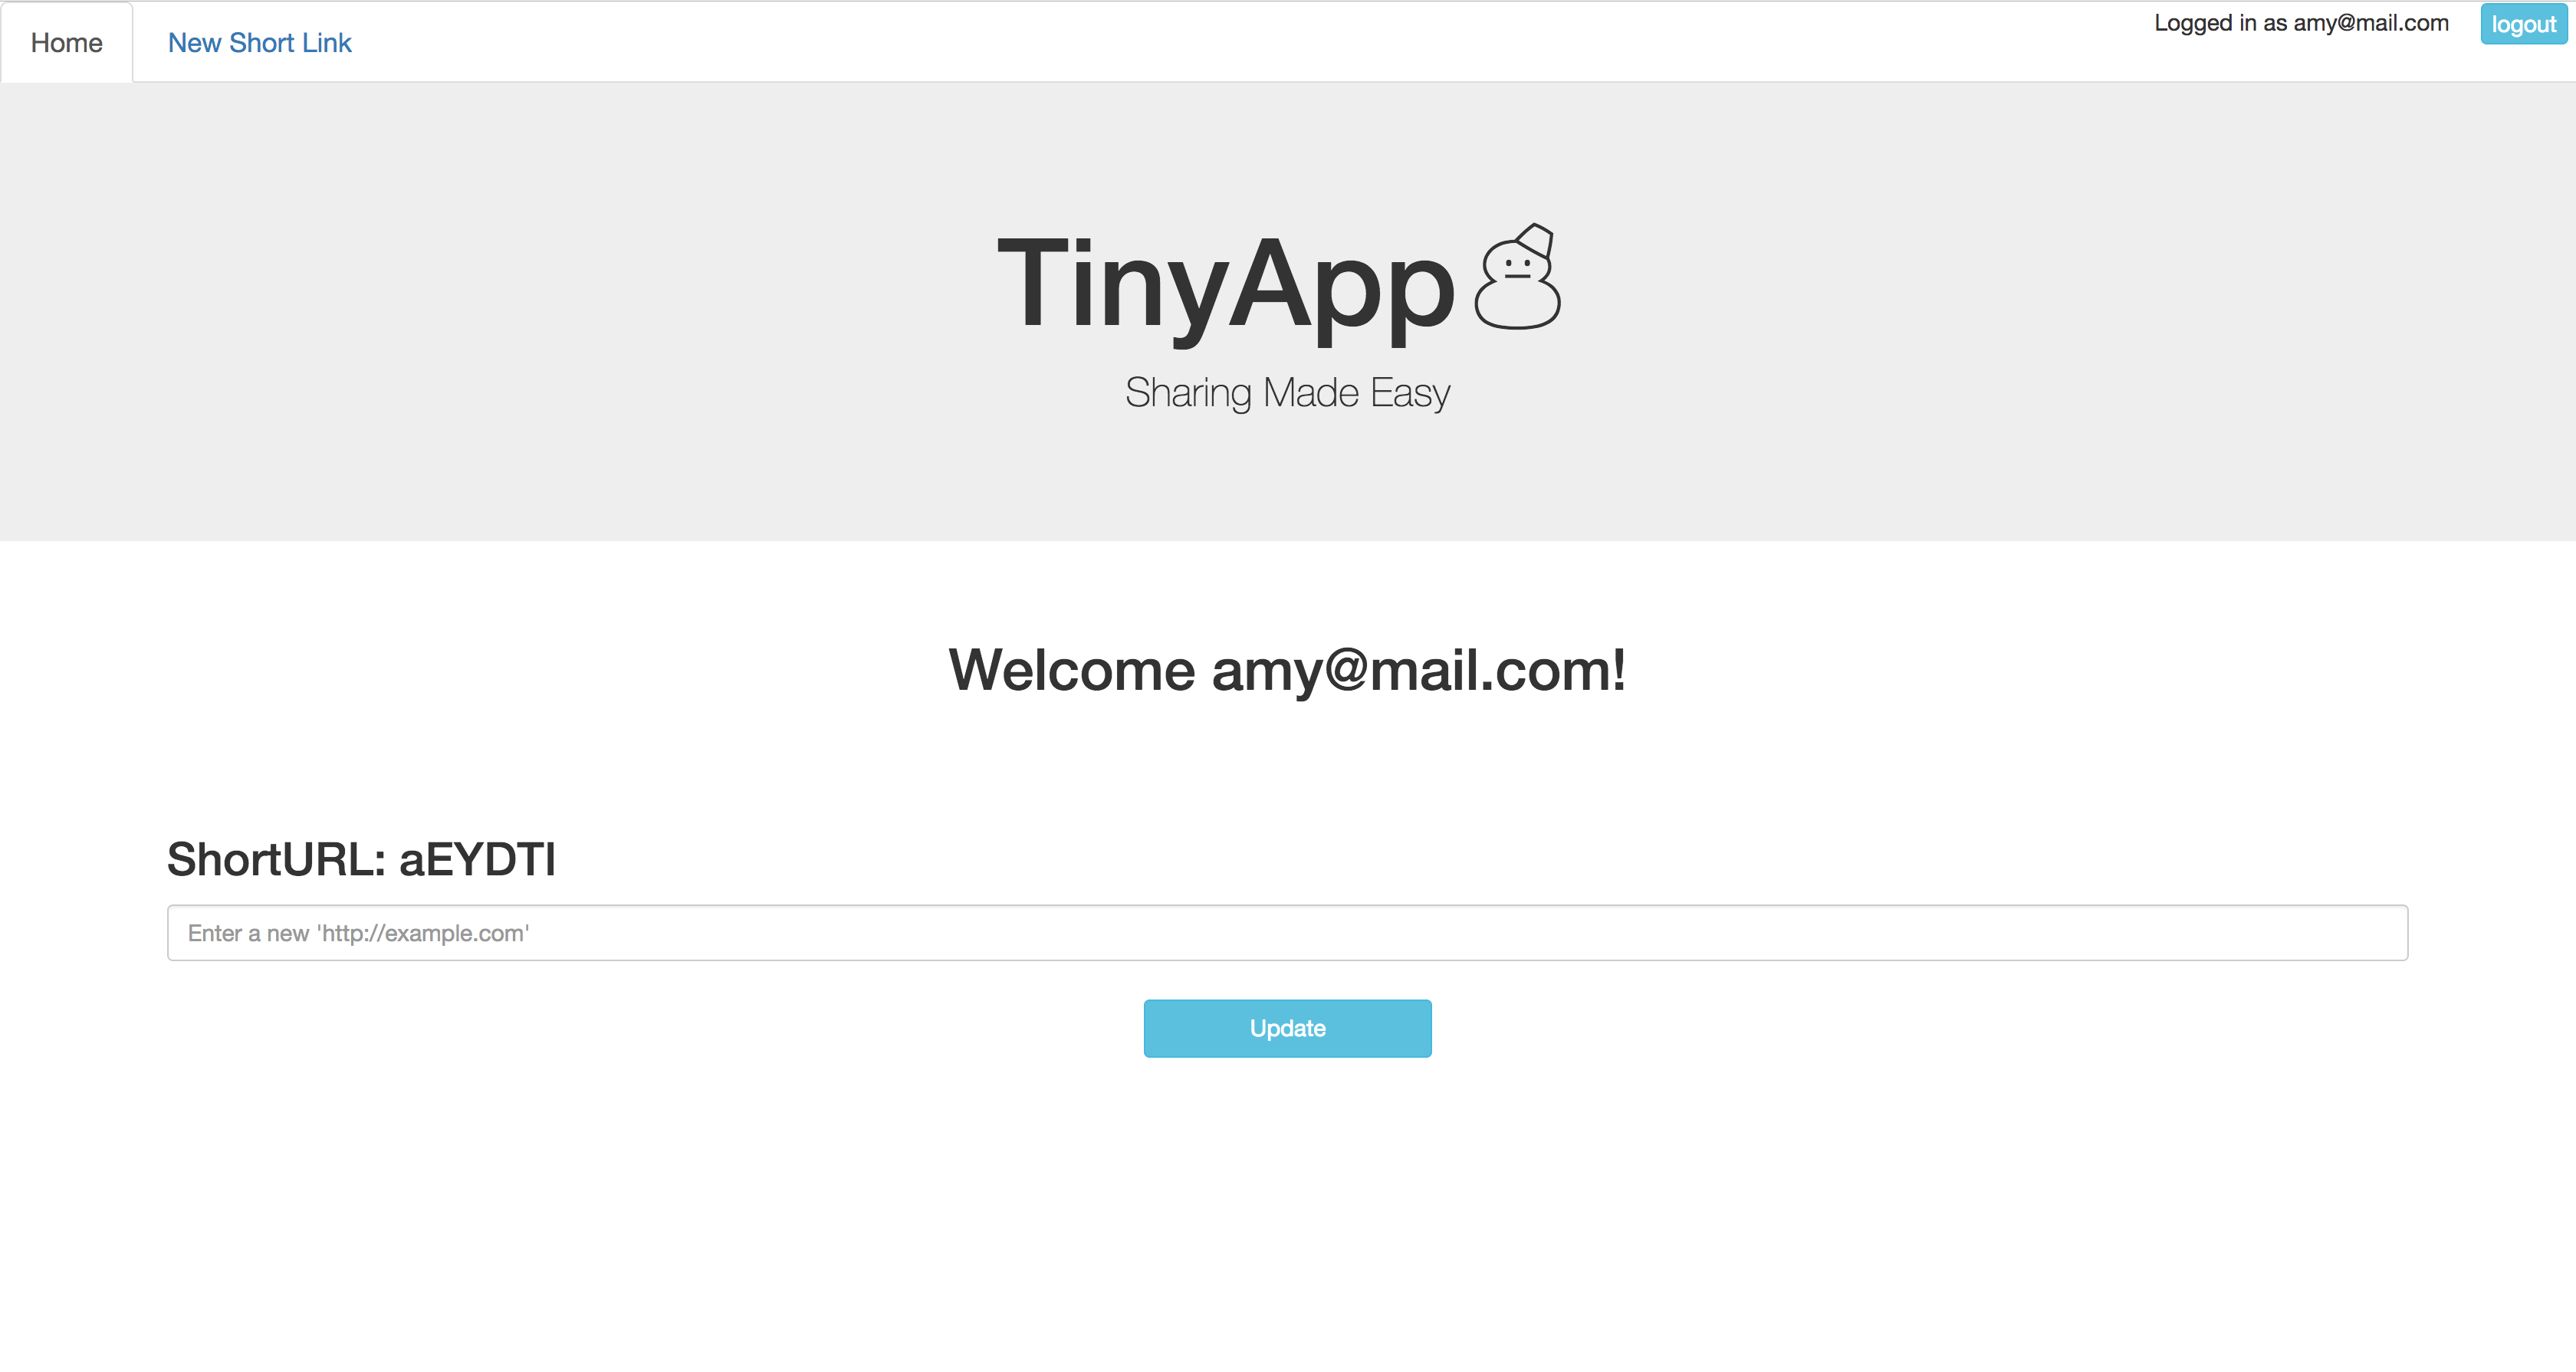 Home
New Short Link
Logged in as amy@mail.com
logout
TinyApp
Sharing Made Easy
Welcome amy@mail.com!
ShortURL: aEYDTI
Enter a new 'http://example.com'
Update